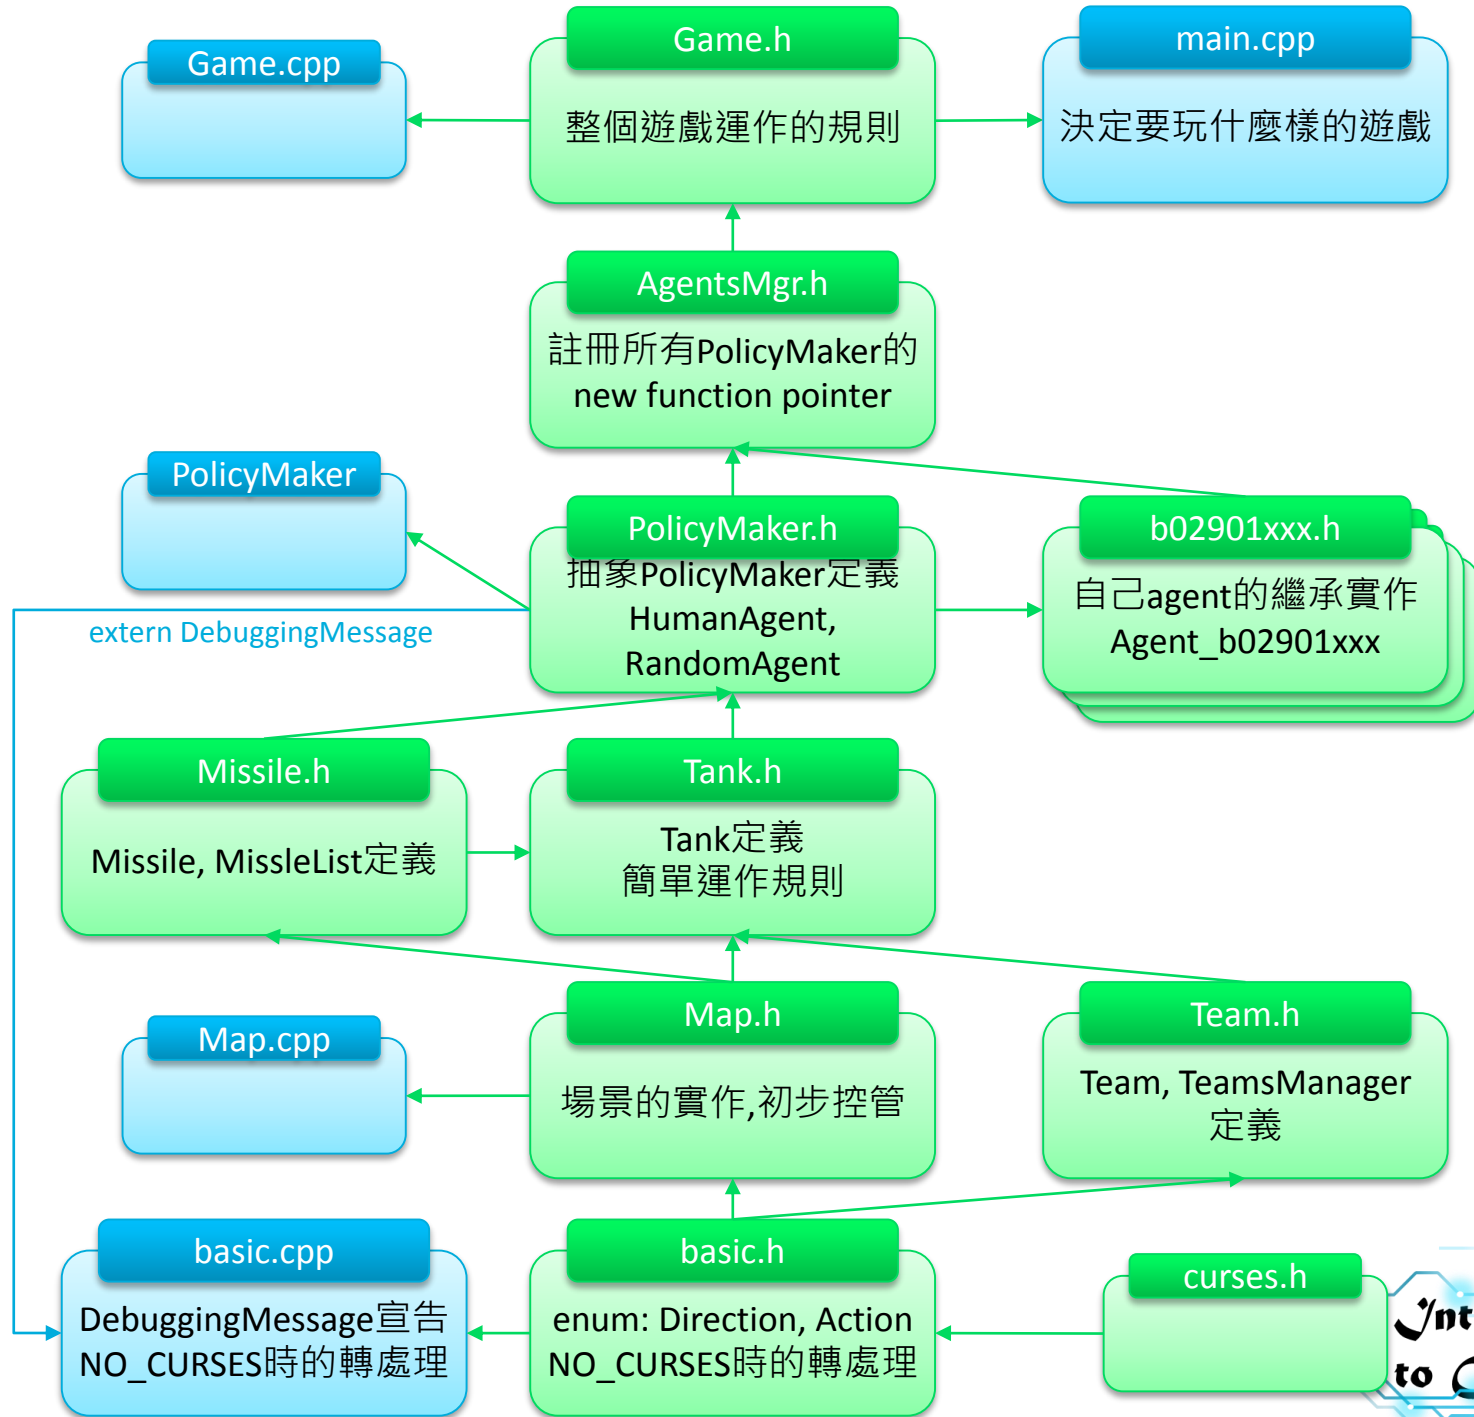 Game.cpp
Game.h
整個遊戲運作的規則
main.cpp
決定要玩什麼樣的遊戲
AgentsMgr.h
註冊所有PolicyMaker的
new function pointer
PolicyMaker
PolicyMaker.h
抽象PolicyMaker定義
HumanAgent,
RandomAgent
b02901xxx.h
自己agent的繼承實作
Agent_b02901xxx
extern DebuggingMessage
Missile.h
Missile, MissleList定義
Tank.h
Tank定義
簡單運作規則
Map.cpp
Map.h
場景的實作,初步控管
Team.h
Team, TeamsManager
定義
basic.cpp
DebuggingMessage宣告
NO_CURSES時的轉處理
basic.h
enum: Direction, Action
NO_CURSES時的轉處理
curses.h
Int
to